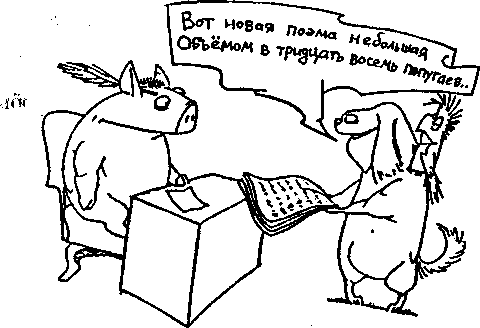 Вот новая поэма небольшая
Объёмом в тридцать восемь попугаев..